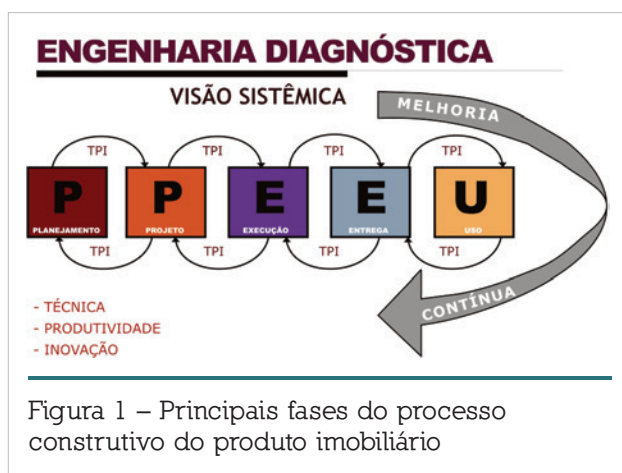 ENGENHARIA DIAGNÓSTICA
VISÃO SISTÊMICA
MELHORIA
TPI TPI TPI TPI
P P E E U
PLANEJAMENTO PROJETO EXECUÇÃO ENTREGA USO
TPI TPI TPI TPI
CONTÍNUA
- TÉCNICA
- PRODUTIVIDADE
- INOVAÇÃO
Figura 1 – Principais fases do processo
construtivo do produto imobiliário